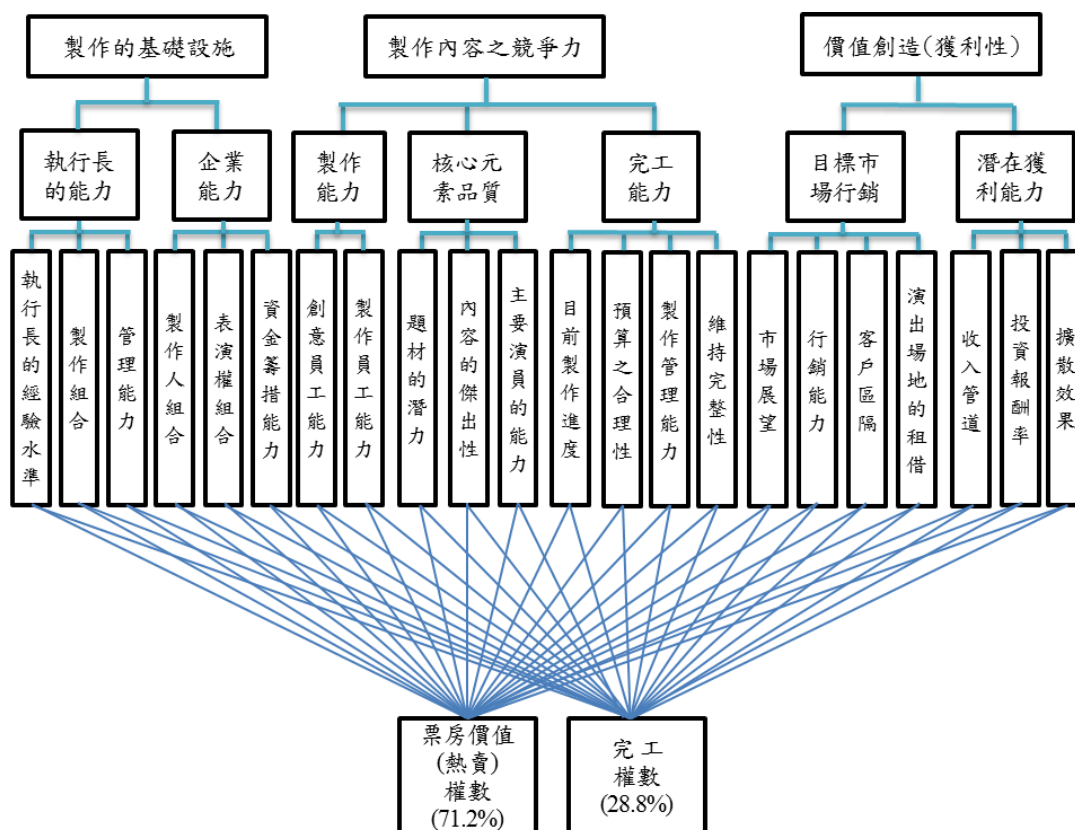 製作的基礎設施
製作內容之競爭力
價值創造(獲利性)
執行長
的能力
企業
能力
製作
能力
核心元
素品質
完工
能力
目標市
場行銷
潛在獲
利能力
執行長的經驗水準
製作組合
管理能力
製作人組合
表演權組合
資金籌措能力
創意員工能力
製作員工能力
題材的潛力
內容的傑出性
主要演員的能力
目前製作進度
預算之合理性
製作管理能力
維持完整性
市場展望
行銷能力
客戶區隔
演出場地的租借
收入管道
投資報酬率
擴散效果
票房價值
(熱賣)
權數
(71.2%)
完工
權數
(28.8%)